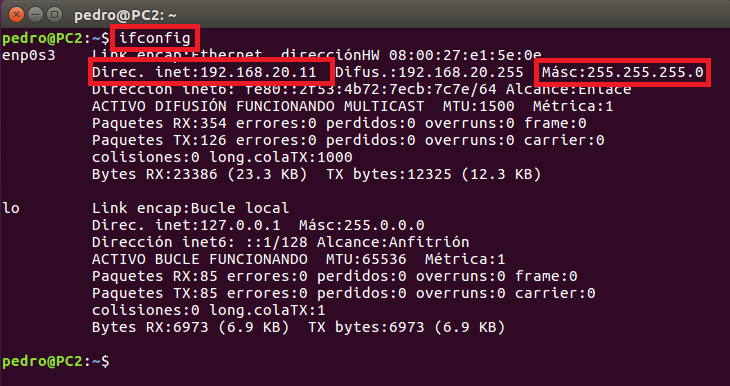 pedro@PC2: ~
pedro@PC2:~$ ifconfig
enp0s3 Link encap:Ethernet direcciónHW 08:00:27:e1:5e:0e
Direc. inet:192.168.20.11 Difus.:192.168.20.255 Másc:255.255.255.0
Dirección inet6: fe80::2f53:4b72:7ecb:7c7e/64 Alcance:Enlace
ACTIVO DIFUSIÓN FUNCIONANDO MULTICAST MTU:1500 Métrica:1
Paquetes RX:354 errores:0 perdidos:0 overruns:0 frame:0
Paquetes TX:126 errores:0 perdidos:0 overruns:0 carrier:0
colisiones:0 long.colaTX:1000
Bytes RX:23386 (23.3 KB) TX bytes:12325 (12.3 KB)
lo Link encap:Bucle local
Direc. inet:127.0.0.1 Másc:255.0.0.0
Dirección inet6: ::1/128 Alcance:Anfitrión
ACTIVO BUCLE FUNCIONANDO MTU:65536 Métrica:1
Paquetes RX:85 errores:0 perdidos:0 overruns:0 frame:0
Paquetes TX:85 errores:0 perdidos:0 overruns:0 carrier:0
colisiones:0 long.colaTX:1
Bytes RX:6973 (6.9 KB) TX bytes:6973 (6.9 KB)
pedro@PC2:~$